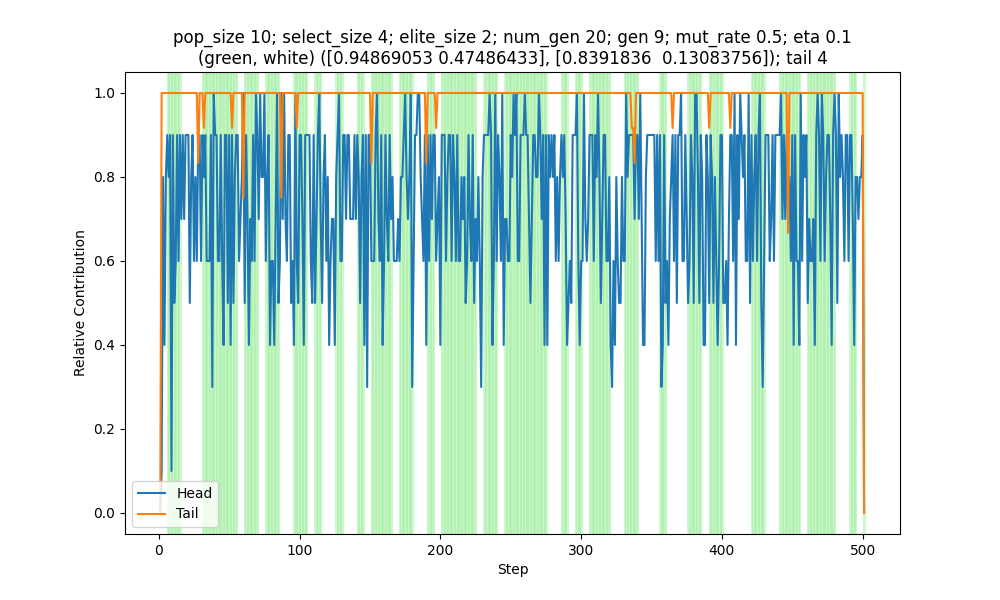 pop_size 10; select_size 4; elite_size 2; num_gen 20; gen 9; mut_rate 0.5; eta 0.1
(green, white) ([0.94869053 0.47486433], [0.8391836  0.13083756]); tail 4
1.0
0.8
0.6
0.4
0.2
0.0
Relative Contribution
Head
Tail
0 100 200 300 400 500
Step